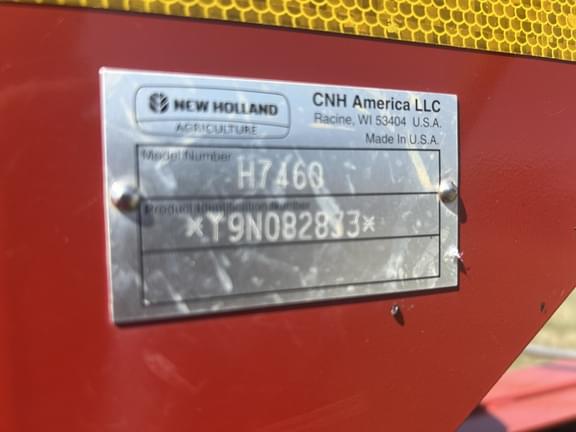 NEW HOLLAND
AGRICULTURE
CNH America LLC
Racine, WI 53404 U.S.A.
Made In U.S.A.
Model Number
H7460
Product Identification Number
*Y9N082833*